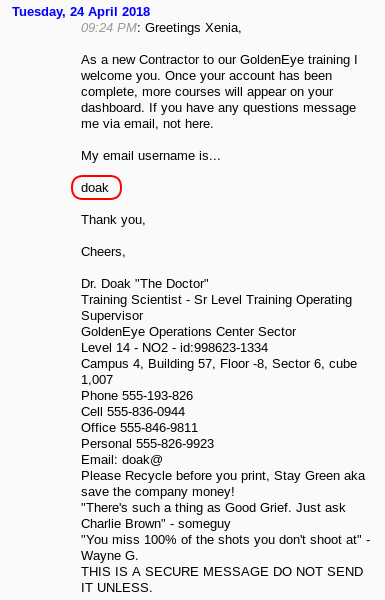 Tuesday, 24 April 2018
09:24 PM: Greetings Xenia,
As a new Contractor to our GoldenEye training I
welcome you. Once your account has been
complete, more courses will appear on your
dashboard. If you have any questions message
me via email, not here.
My email username is...
doak
Thank you,
Cheers,
Dr. Doak "The Doctor"
Training Scientist - Sr Level Training Operating
Supervisor
GoldenEye Operations Center Sector
Level 14 - NO2 - id:998623-1334
Campus 4, Building 57, Floor -8, Sector 6, cube
1,007
Phone 555-193-826
Cell 555-836-0944
Office 555-846-9811
Personal 555-826-9923
Email: doak@
Please Recycle before you print, Stay Green aka
save the company money!
"There's such a thing as Good Grief. Just ask
Charlie Brown" - someguy
"You miss 100% of the shots you don't shoot at" -
Wayne G.
THIS IS A SECURE MESSAGE DO NOT SEND
IT UNLESS.